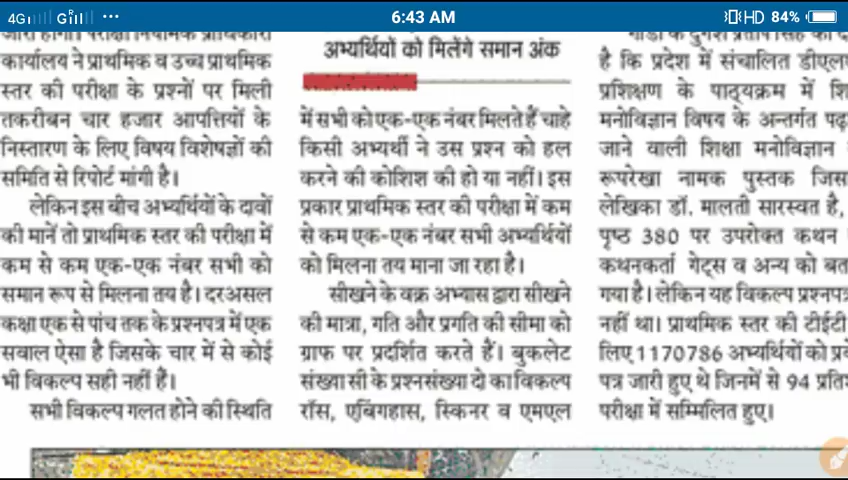 4G G R ••• 6:43 AM HD 84%
जारी होगी। परीक्षा नियामक प्राधिकारी
कार्यालय ने प्राथमिक व उच्च प्राथमिक
स्तर की परीक्षा के प्रश्नों पर मिली
तकरीबन चार हजार आपत्तियों के
निस्तारण के लिए विषय विशेषज्ञों की
समिति से रिपोर्ट मांगी है।
लेकिन इस बीच अभ्यर्थियों के दावों
की मानें तो प्राथमिक स्तर की परीक्षा में
कम से कम एक-एक नंबर सभी को
समान रूप से मिलना तय है। दरअसल
कक्षा एक से पांच तक के प्रश्नपत्र में एक
सवाल ऐसा है जिसके चार में से कोई
भी विकल्प सही नहीं हैं।
सभी विकल्प गलत होने की स्थिति
अभ्यर्थियों को मिलेंगे समान अंक
में सभी को एक-एक नंबर मिलते हैं चाहे
किसी अभ्यर्थी ने उस प्रश्न को हल
करने की कोशिश की हो या नहीं। इस
प्रकार प्राथमिक स्तर की परीक्षा में कम
से कम एक-एक नंबर सभी अभ्यर्थियों
को मिलना तय माना जा रहा है।
सीखने के वक्र अभ्यास द्वारा सीखने
की मात्रा, गति और प्रगति की सीमा को
ग्राफ पर प्रदर्शित करते हैं। बुकलेट
संख्या सी के प्रश्नसंख्या दो का विकल्प
रॉस, एबिंगहास, स्किनर व एमएल
है कि प्रदेश में संचालित डीएल
प्रशिक्षण के पाठ्यक्रम में शि
मनोविज्ञान विषय के अन्तर्गत पढ़
जाने वाली शिक्षा मनोविज्ञान
रूपरेखा नामक पुस्तक जिस
लेखिका डॉ. मालती सारस्वत है,
पृष्ठ 380 पर उपरोक्त कथन
कथनकर्ता गेट्स व अन्य को बत
गया है। लेकिन यह विकल्प प्रश्नपत्र
नहीं था। प्राथमिक स्तर की टीईटी
लिए 1170786 अभ्यर्थियों को प्रवे
पत्र जारी हुए थे जिनमें से 94 प्रतिश
परीक्षा में सम्मिलित हुए।